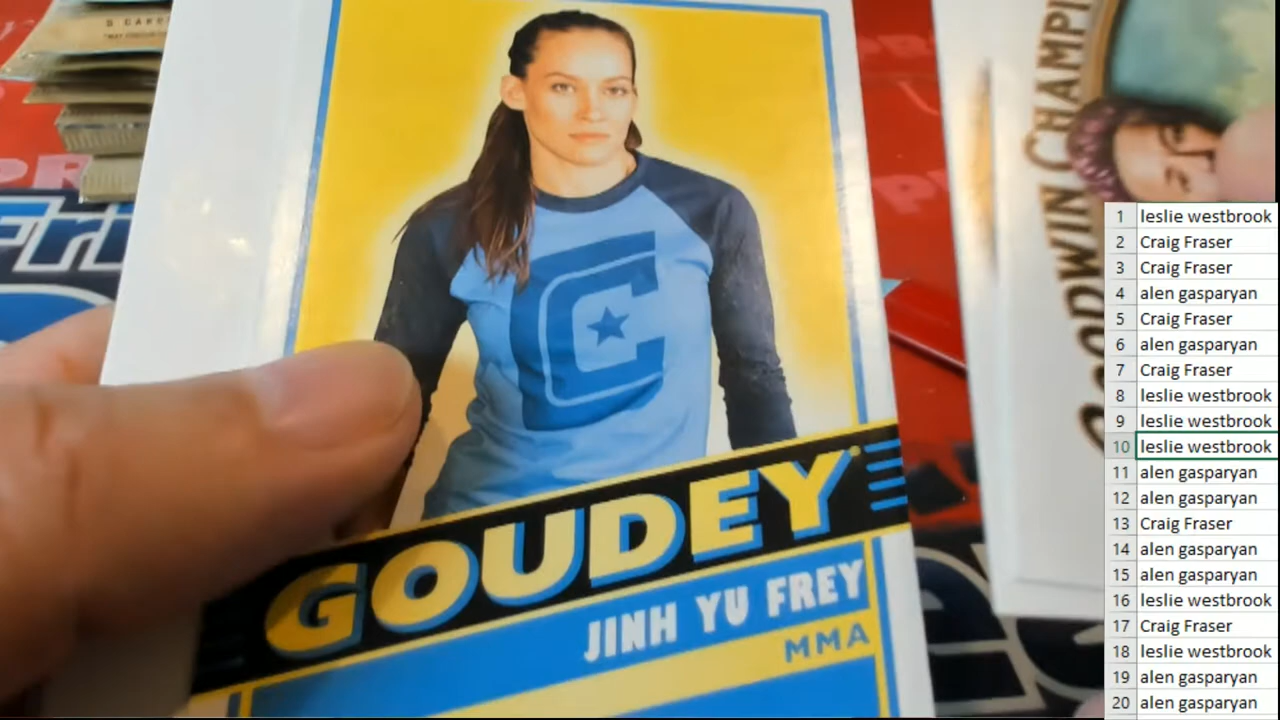 Fri
C
GOUDEY
JINH YU FREY
MMA
GOODWIN CHAMPI
1 leslie westbrook
2 Craig Fraser
3 Craig Fraser
4 alen gasparyan
5 Craig Fraser
6 alen gasparyan
7 Craig Fraser
8 leslie westbrook
9 leslie westbrook
10 leslie westbrook
11 alen gasparyan
12 alen gasparyan
13 Craig Fraser
14 alen gasparyan
15 alen gasparyan
16 leslie westbrook
17 Craig Fraser
18 leslie westbrook
19 alen gasparyan
20 alen gasparyan